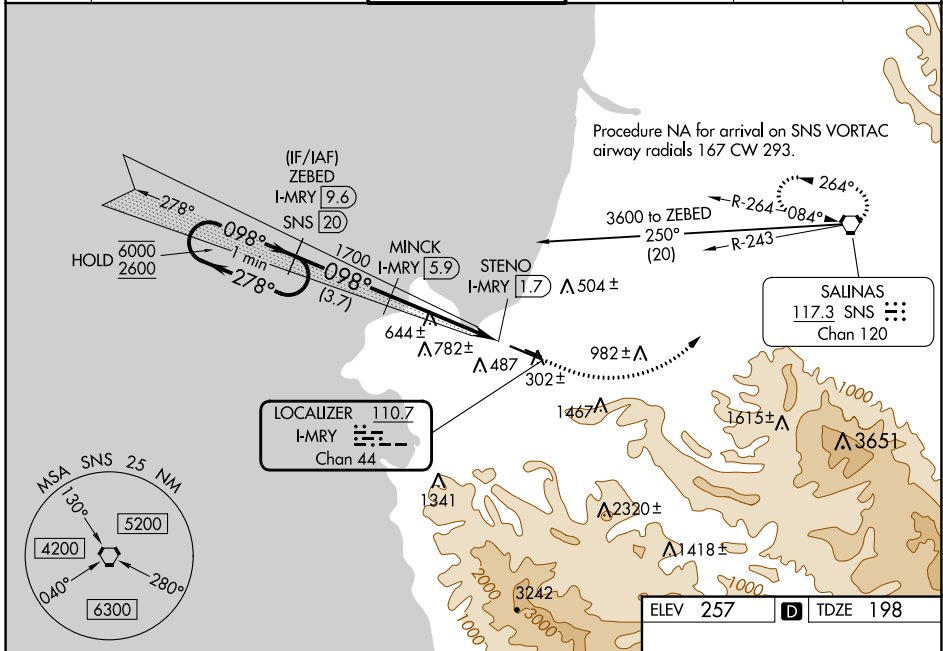 Procedure NA for arrival on SNS VORTAC
airway radials 167 CW 293.
(IF/IAF)
ZEBED
I-MRY 9.6
SNS 20
278°
098°
1 min
278°
HOLD 6000
2600
1700
098°
(3.7)
MINCK
I-MRY 5.9
STENO
I-MRY 1.7
504 ±
3600 to ZEBED
250°
(20)
R-264
084°
R-243
264°
SALINAS
117.3 SNS
Chan 120
644 ±
782 ±
487
302 ±
982 ±
LOCALIZER 110.7
I-MRY
Chan 44
1467
1615 ±
3651
1000
1341
2320 ±
1418 ±
2000
3242
3000
1000
1000
MSA SNS 25 NM
130°
5200
4200
040°
280°
6300
ELEV 257 D TDZE 198